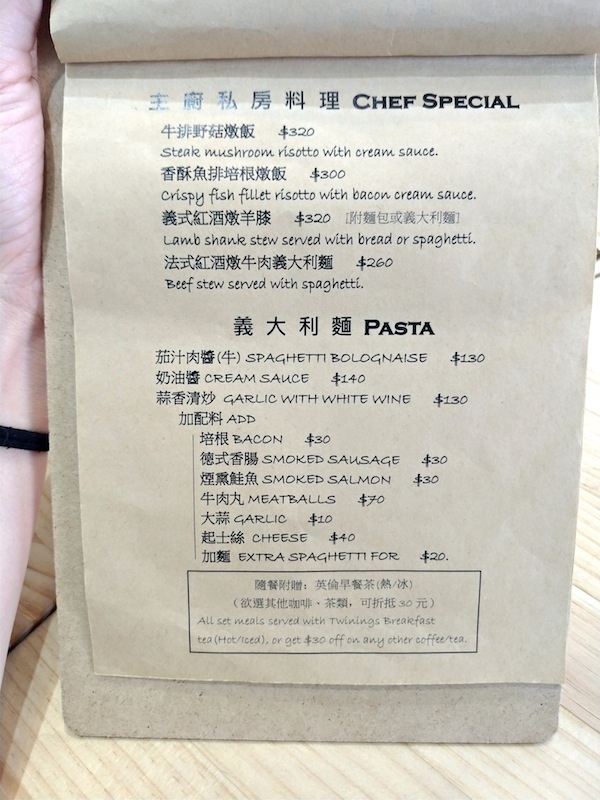 主廚私房料理 CHEF SPECIAL
牛排野菇燉飯 $320
Steak mushroom risotto with cream sauce.
香酥魚排培根燉飯 $300
Crispy fish fillet risotto with bacon cream sauce.
義式紅酒燉羊膝 $320 [附麵包或義大利麵]
Lamb shank stew served with bread or spaghetti.
法式紅酒燉牛肉義大利麵 $260
Beef stew served with spaghetti.
義大利麵 PASTA
茄汁肉醬(牛) SPAGHETTI BOLOGNAISE $130
奶油醬 CREAM SAUCE $140
蒜香清炒 GARLIC WITH WHITE WINE $130
加配料 ADD
培根 BACON $30
德式香腸 SMOKED SAUSAGE $30
煙熏鮭魚 SMOKED SALMON $30
牛肉丸 MEATBALLS $70
大蒜 GARLIC $10
起士絲 CHEESE $40
加麵 EXTRA SPAGHETTI FOR $20.
隨餐附贈：英倫早餐茶(熱/冰)
（欲選其他咖啡、茶類，可折抵 30 元）
All set meals served with Twinings Breakfast
tea(Hot/Iced), or get $30 off on any other coffee/tea.